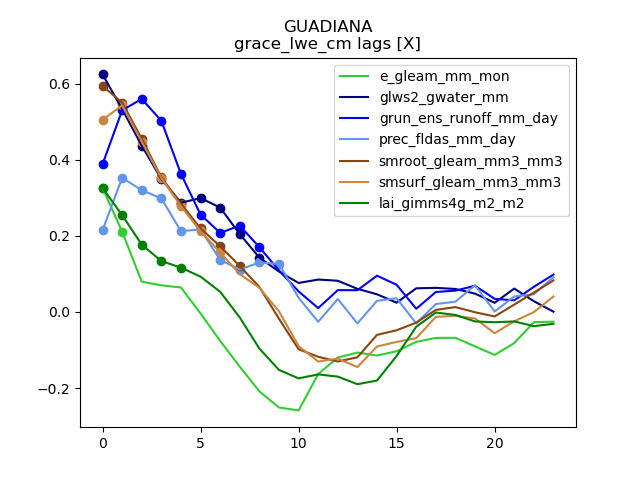 GUADIANA
grace_lwe_cm lags [X]
e_gleam_mm_mon
glws2_gwater_mm
grun_ens_runoff_mm_day
prec_fldas_mm_day
smroot_gleam_mm3_mm3
smsurf_gleam_mm3_mm3
lai_gimms4g_m2_m2
0.6
0.4
0.2
0.0
−0.2
0 5 10 15 20